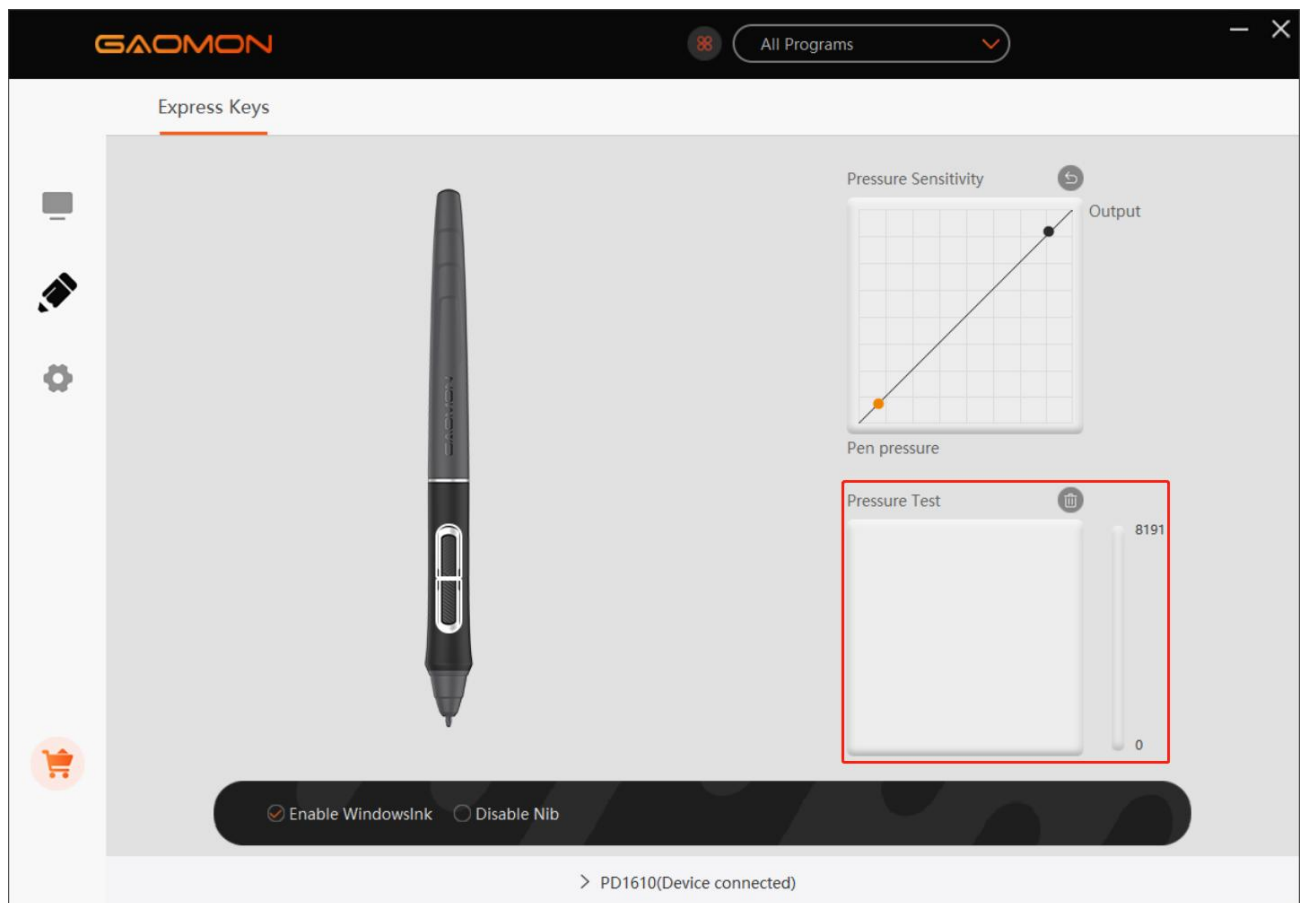 GAOMON
All Programs
Express Keys
Pressure Sensitivity
Output
Pen pressure
Pressure Test
8191
0
GAOMON
Enable WindowsInk
Disable Nib
PD1610(Device connected)